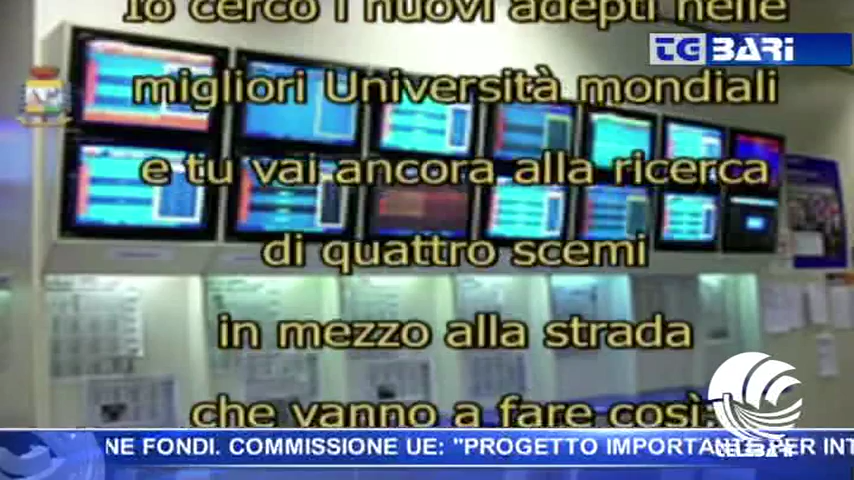 Io cerco i nuovi adepti nelle
TG BARI
migliori Università mondiali
e tu vai ancora alla ricerca
di quattro scemi
in mezzo alla strada
che vanno a fare così:
NE FONDI. COMMISSIONE UE: "PROGETTO IMPORTANTE PER INT
TELEBARI